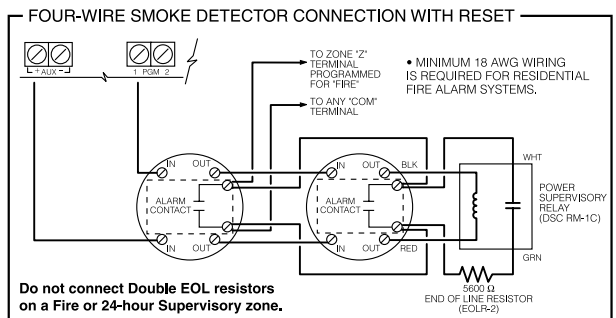 FOUR-WIRE SMOKE DETECTOR CONNECTION WITH RESET
+ AUX -
1 PGM 2
TO ZONE "Z"
TERMINAL
PROGRAMMED
FOR "FIRE"
TO ANY "COM"
TERMINAL
• MINIMUM 18 AWG WIRING
IS REQUIRED FOR RESIDENTIAL
FIRE ALARM SYSTEMS.
IN OUT
IN OUT
BLK
WHT
ALARM
CONTACT
ALARM
CONTACT
POWER
SUPERVISORY
RELAY
(DSC RM-1C)
IN OUT
IN OUT
RED
GRN
5600 Ω
END OF LINE RESISTOR
(EOLR-2)
Do not connect Double EOL resistors
on a Fire or 24-hour Supervisory zone.